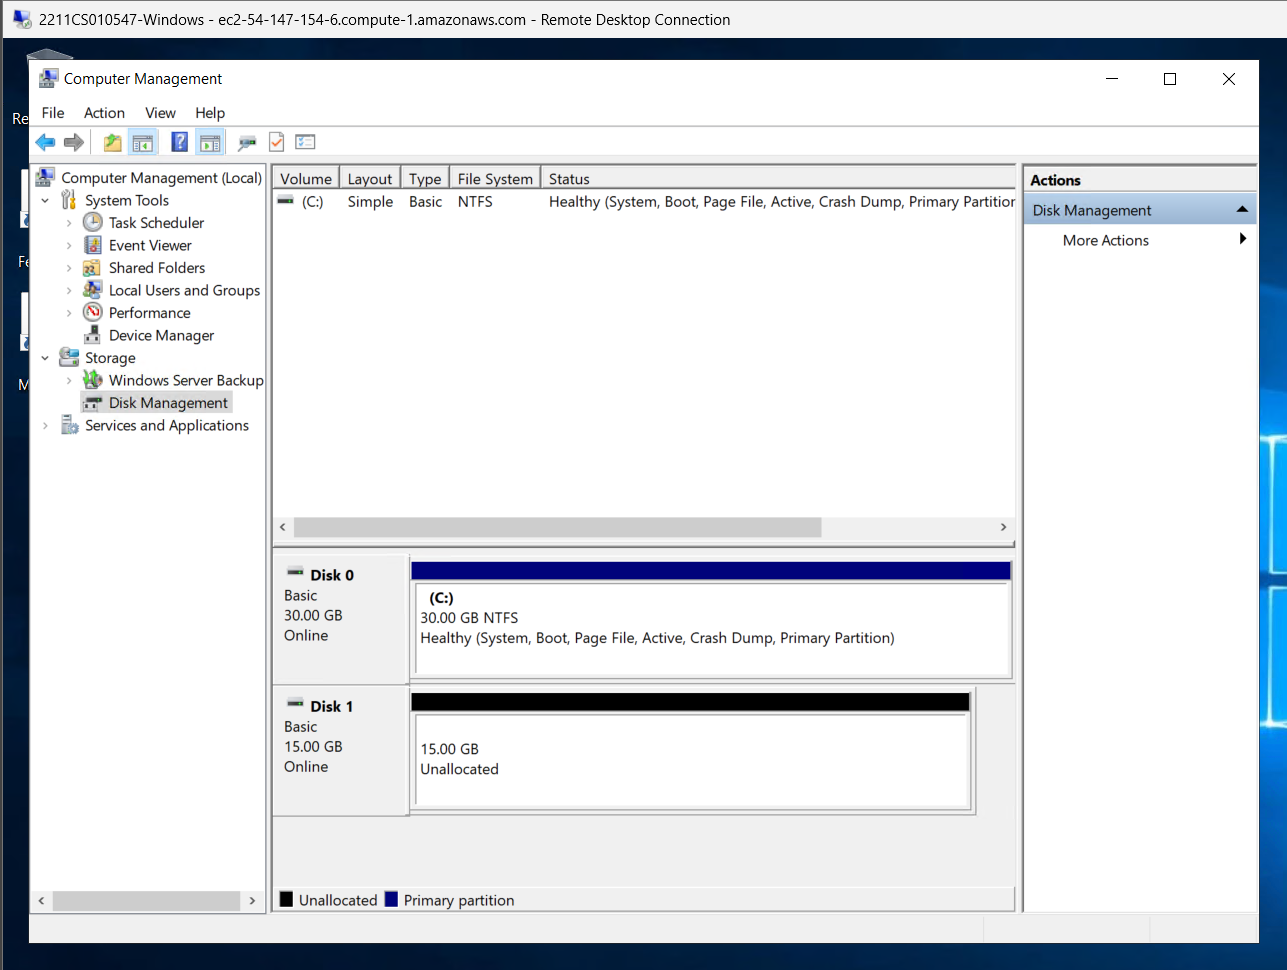 2211CS010547-Windows - ec2-54-147-154-6.compute-1.amazonaws.com - Remote Desktop Connection
Computer Management
File Action View Help
Re
Computer Management (Local)
System Tools
Task Scheduler
Event Viewer
Shared Folders
Local Users and Groups
Performance
Device Manager
Storage
Windows Server Backup
Disk Management
Services and Applications
Fe
M
Volume Layout Type File System Status
(C:) Simple Basic NTFS Healthy (System, Boot, Page File, Active, Crash Dump, Primary Partition
Disk 0
Basic
30.00 GB
Online
(C:)
30.00 GB NTFS
Healthy (System, Boot, Page File, Active, Crash Dump, Primary Partition)
Disk 1
Basic
15.00 GB
Online
15.00 GB
Unallocated
Unallocated Primary partition
Actions
Disk Management
More Actions